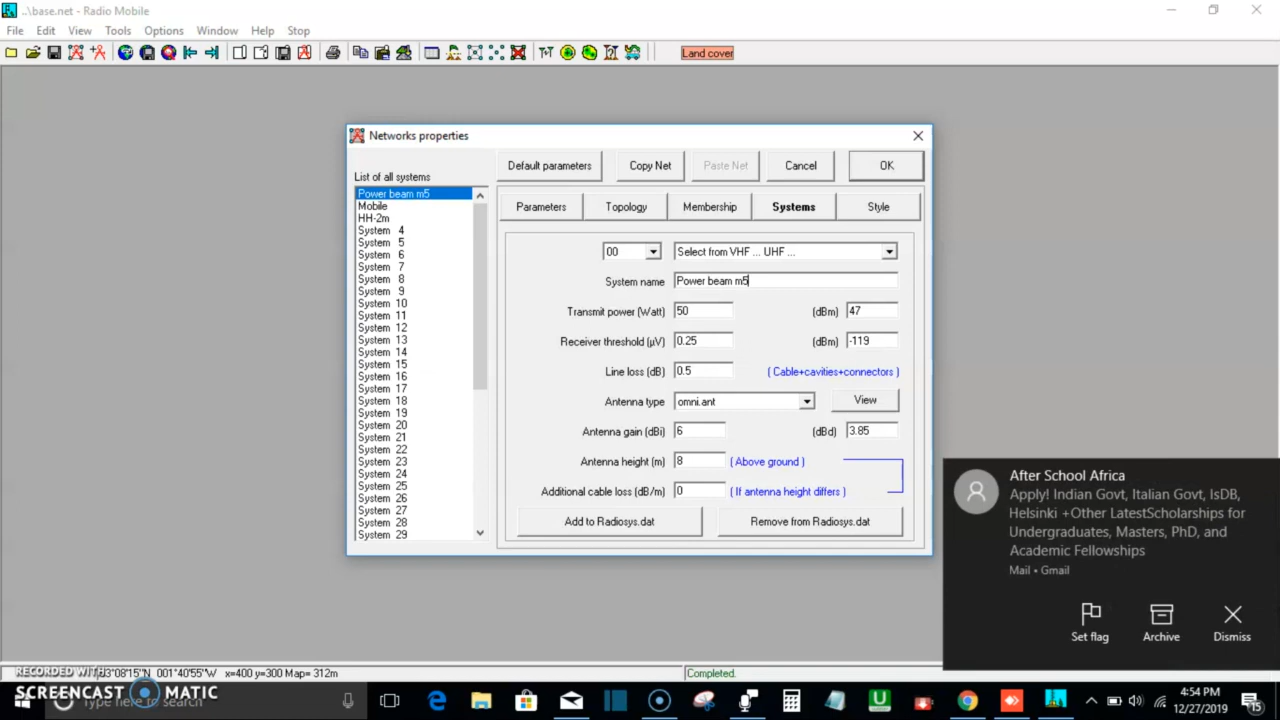 ..\base.net - Radio Mobile
File Edit View Tools Options Window Help Stop
Land cover
Networks properties
Default parameters Copy Net Paste Net Cancel OK
List of all systems
Power beam m5
Mobile
HH-2m
System 4
System 5
System 6
System 7
System 8
System 9
System 10
System 11
System 12
System 13
System 14
System 15
System 16
System 17
System 18
System 19
System 20
System 21
System 22
System 23
System 24
System 25
System 26
System 27
System 28
System 29
Parameters Topology Membership Systems Style
00 Select from VHF ... UHF ...
System name Power beam m5
Transmit power (Watt) 50 (dBm) 47
Receiver threshold (µV) 0.25 (dBm) -119
Line loss (dB) 0.5 ( Cable+cavities+connectors )
Antenna type omni.ant View
Antenna gain (dBi) 6 (dBd) 3.85
Antenna height (m) 8 ( Above ground )
Additional cable loss (dB/m) 0 ( If antenna height differs )
Add to Radiosys.dat Remove from Radiosys.dat
After School Africa
Apply! Indian Govt, Italian Govt, IsDB,
Helsinki +Other LatestScholarships for
Undergraduates, Masters, PhD, and
Academic Fellowships
Mail • Gmail
Set flag Archive Dismiss
3°08'15"N 001°40'55"W x=400 y=300 Map= 312m Completed.
RECORDED WITH
SCREENCAST MATIC
Type here to search
4:54 PM
12/27/2019
15